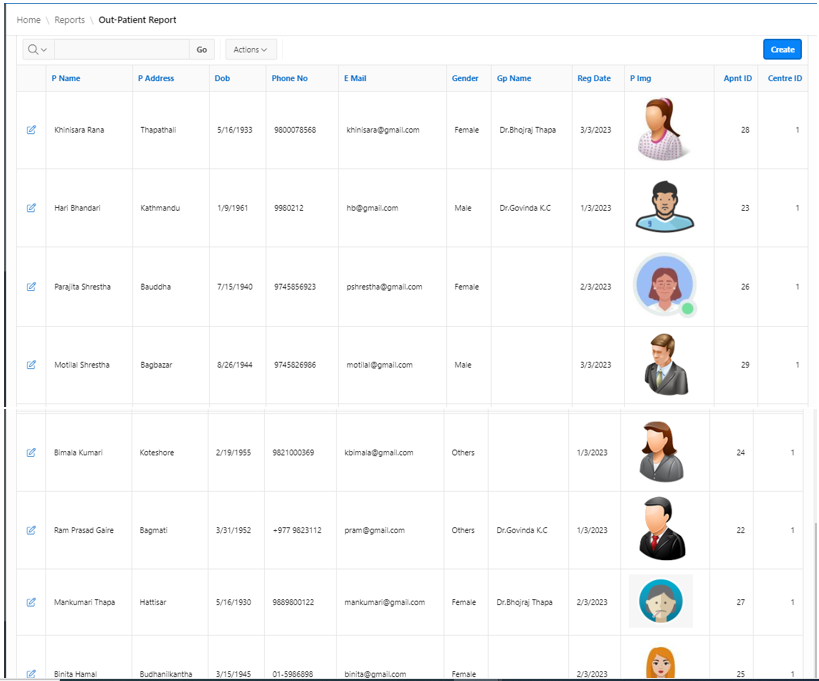 Home \ Reports \ Out-Patient Report
Go Actions Create
P Name P Address Dob Phone No E Mail Gender Gp Name Reg Date P Img Apnt ID Centre ID
Khinisara Rana Thapathali 5/16/1933 9800078568 khinisara@gmail.com Female Dr.Bhojraj Thapa 3/3/2023 28 1
Hari Bhandari Kathmandu 1/9/1961 9980212 hb@gmail.com Male Dr.Govinda K.C 1/3/2023 23 1
Parajita Shrestha Bauddha 7/15/1940 9745856923 pshrestha@gmail.com Female 2/3/2023 26 1
Motilal Shrestha Bagbazar 8/26/1944 9745826986 motilal@gmail.com Male 3/3/2023 29 1
Bimala Kumari Koteshore 2/19/1955 9821000369 kbimala@gmail.com Others 1/3/2023 24 1
Ram Prasad Gaire Bagmati 3/31/1952 +977 9823112 pram@gmail.com Others Dr.Govinda K.C 1/3/2023 22 1
Mankumari Thapa Hattisar 5/16/1930 9889800122 mankumari@gmail.com Female Dr.Bhojraj Thapa 2/3/2023 27 1
Binita Hamal Budhanilkantha 3/15/1945 01-5986898 binita@gmail.com Female 2/3/2023 25 1